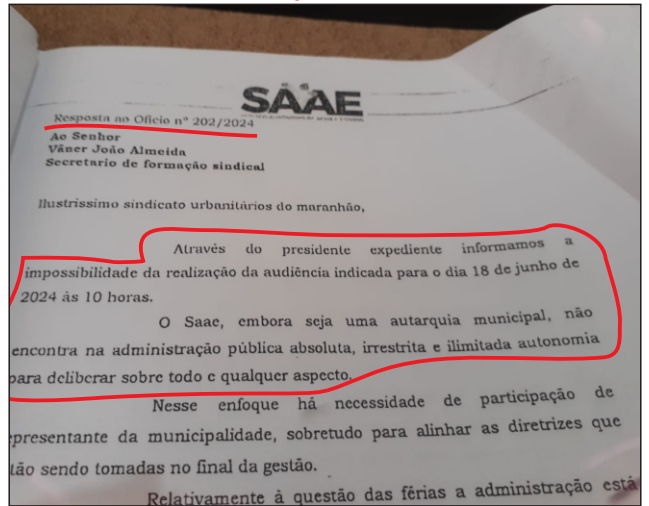 SAAE
Resposta ao Oficio nº 202/2024
Ao Senhor
Vâner João Almeida
Secretario de formação sindical
Ilustrissimo sindicato urbanitários do maranhão,
Através do presidente expediente informamos a
impossibilidade da realização da audiência indicada para o dia 18 de junho de
2024 às 10 horas.
O Saae, embora seja uma autarquia municipal, não
encontra na administração pública absoluta, irrestrita e ilimitada autonomia
para deliberar sobre todo e qualquer aspecto.
Nesse enfoque há necessidade de participação de
presentante da municipalidade, sobretudo para alinhar as diretrizes que
tão sendo tomadas no final da gestão.
Relativamente à questão das férias a administração está